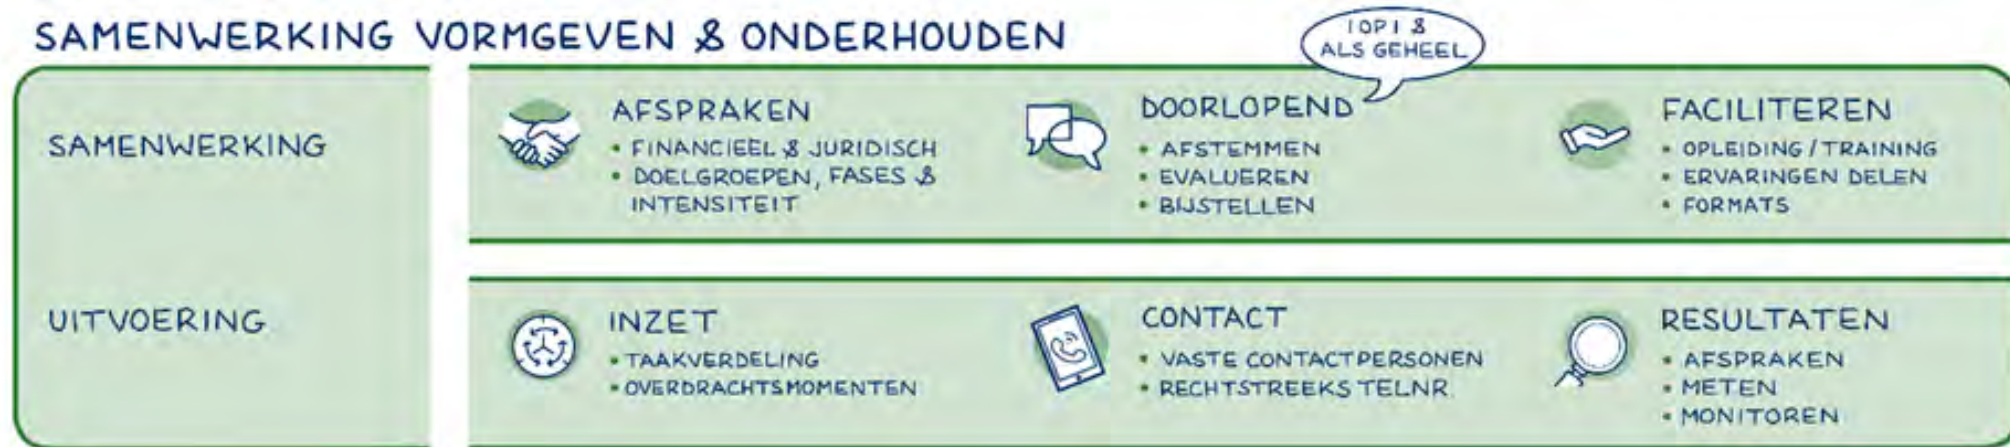 SAMENWERKING VORMGEVEN & ONDERHOUDEN
1OP1 &
ALS GEHEEL
SAMENWERKING
AFSPRAKEN
• FINANCIEEL & JURIDISCH
• DOELGROEPEN, FASES &
INTENSITEIT
DOORLOPEND
• AFSTEMMEN
• EVALUEREN
• BIJSTELLEN
FACILITEREN
• OPLEIDING / TRAINING
• ERVARINGEN DELEN
• FORMATS
UITVOERING
INZET
• TAAKVERDELING
• OVERDRACHTSMOMENTEN
CONTACT
• VASTE CONTACTPERSONEN
• RECHTSTREEKS TELNR
RESULTATEN
• AFSPRAKEN
• METEN
• MONITOREN